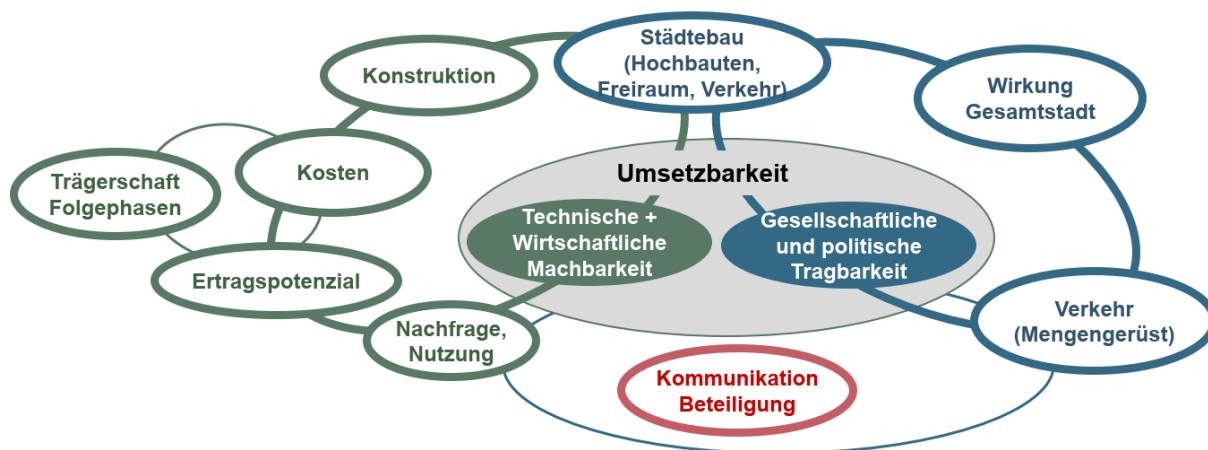 Städtebau
(Hochbauten,
Freiraum, Verkehr)
Konstruktion
Wirkung
Gesamtstadt
Kosten
Trägerschaft
Folgephasen
Umsetzbarkeit
Technische +
Wirtschaftliche
Machbarkeit
Gesellschaftliche
und politische
Tragbarkeit
Ertragspotenzial
Nachfrage,
Nutzung
Verkehr
(Mengengerüst)
Kommunikation
Beteiligung